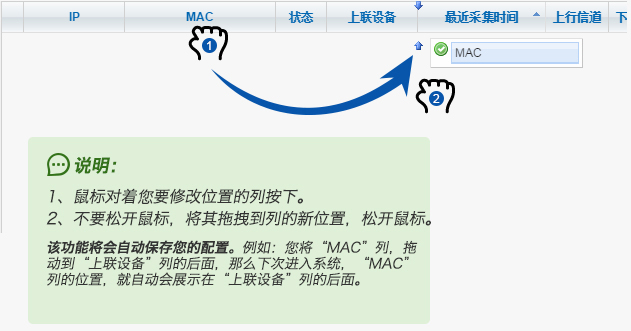 IP MAC 状态 上联设备 最近采集时间 上行信道 下
1 MAC
2
说明：
1、鼠标对着您要修改位置的列按下。
2、不要松开鼠标，将其拖拽到列的新位置，松开鼠标。
该功能将会自动保存您的配置。例如：您将“MAC”列，拖
动到“上联设备”列的后面，那么下次进入系统，“MAC”
列的位置，就自动会展示在“上联设备”列的后面。